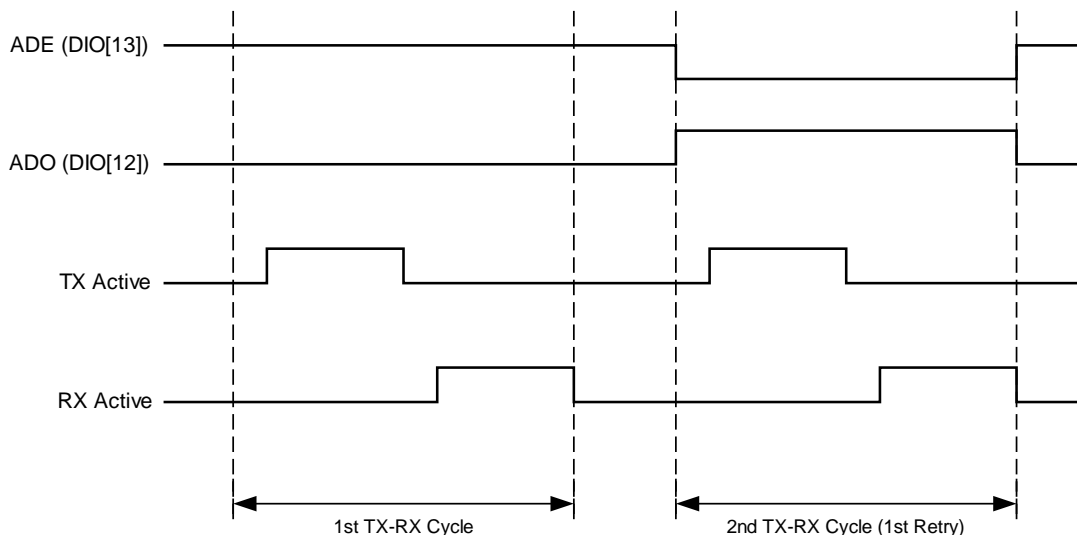 ADE (DIO[13])
ADO (DIO[12])
TX Active
RX Active
1st TX-RX Cycle
2nd TX-RX Cycle (1st Retry)